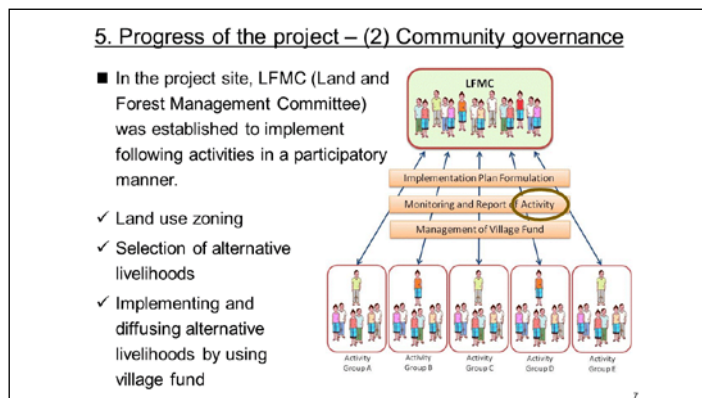 5. Progress of the project – (2) Community governance
■ In the project site, LFMC (Land and
Forest Management Committee)
was established to implement
following activities in a participatory
manner.
✓ Land use zoning
✓ Selection of alternative
livelihoods
✓ Implementing and
diffusing alternative
livelihoods by using
village fund
LFMC
Implementation Plan Formulation
Monitoring and Report of Activity
Management of Village Fund
Activity
Group A
Activity
Group B
Activity
Group C
Activity
Group D
Activity
Group E
7